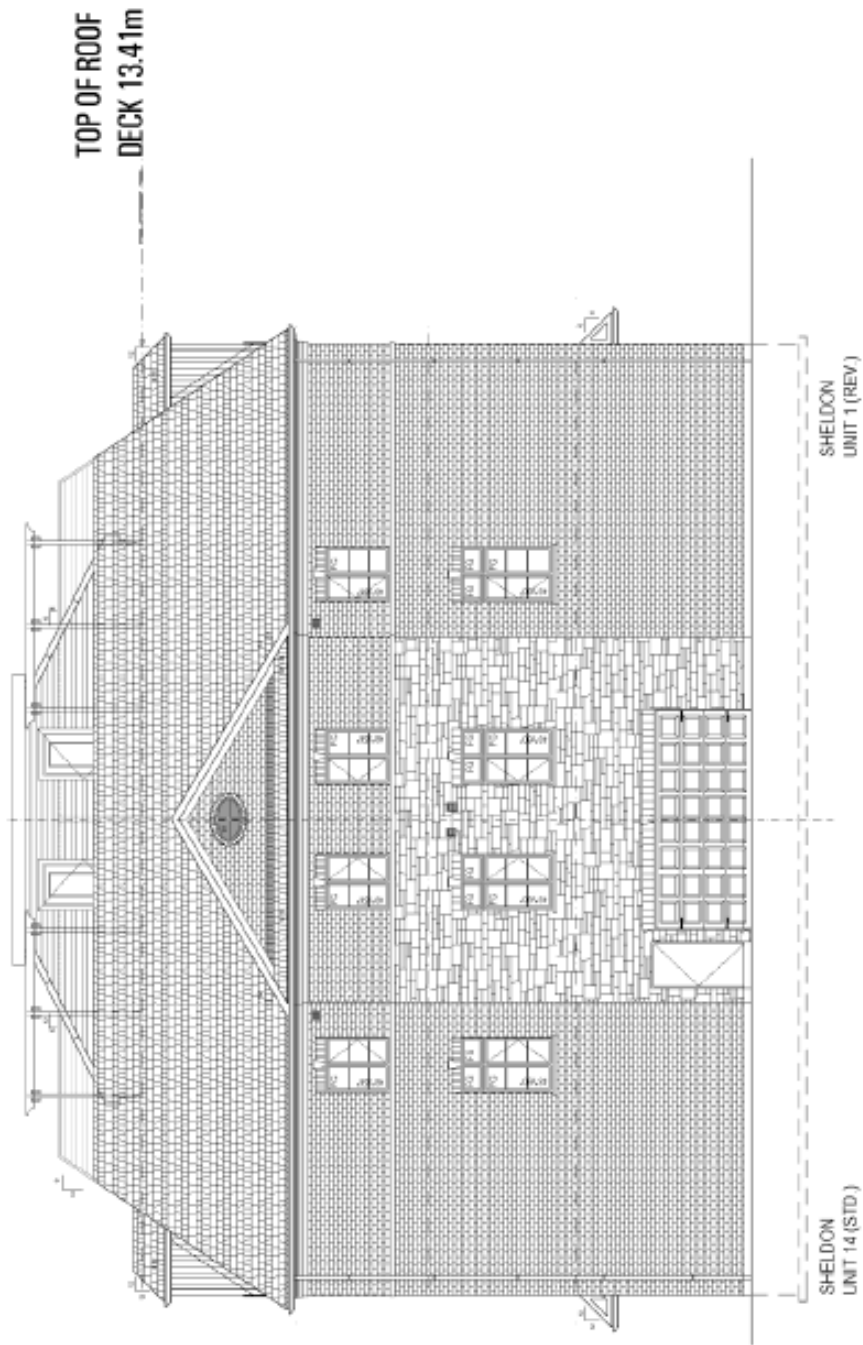 TOP OF ROOF
DECK 13.41m
SHELDON
UNIT 14 (STD.)
SHELDON
UNIT 1 (REV.)